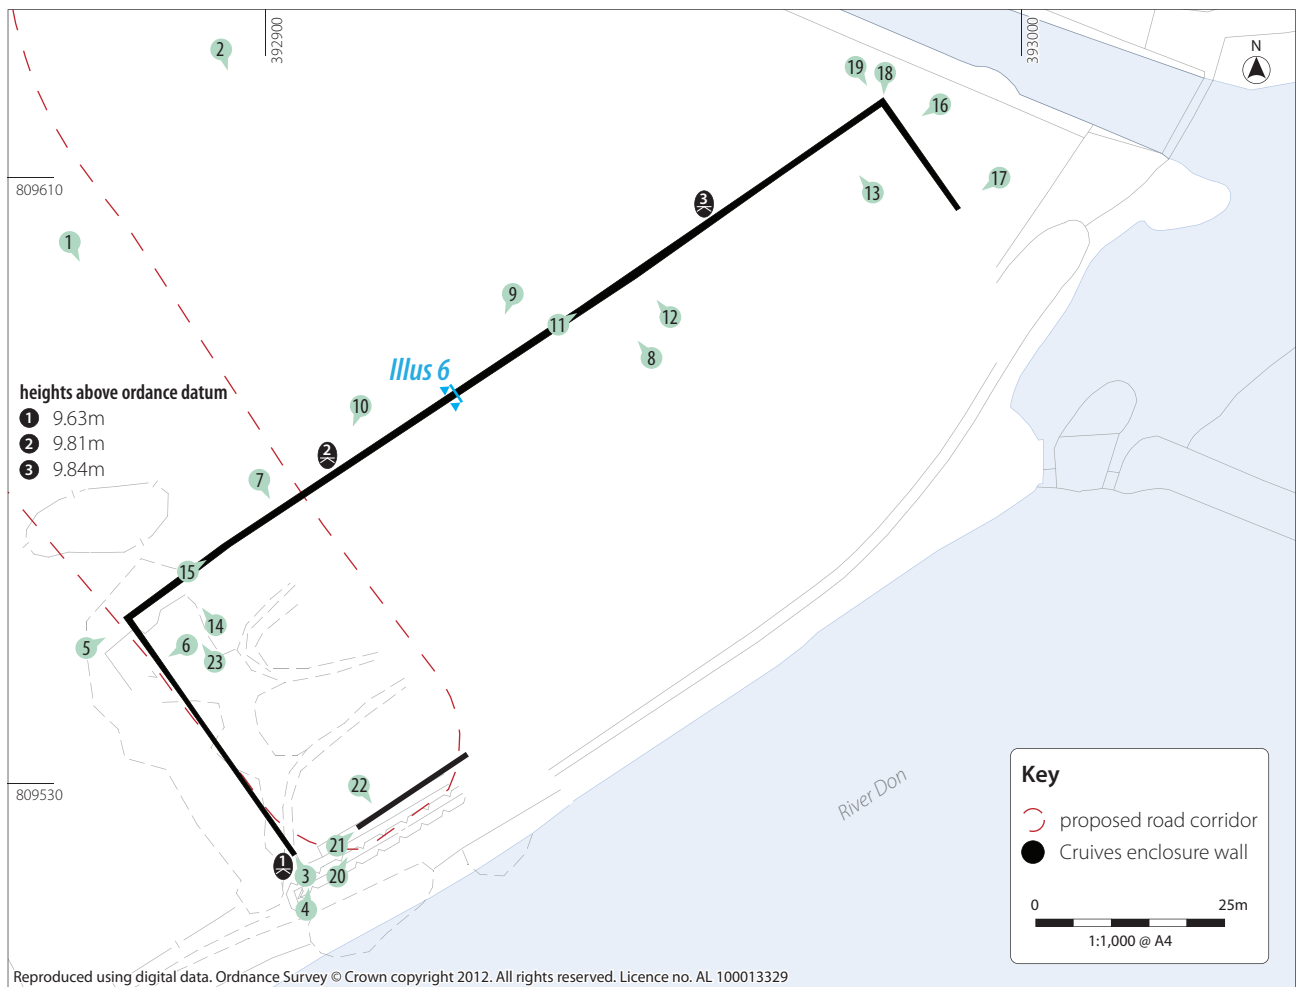 2
392900
393000
N
19
18
16
809610
13
17
3
1
9
11
12
8
Illus 6
heights above ordance datum
1 9.63m
2 9.81m
3 9.84m
10
2
7
15
14
5
6
23
809530
22
21
1
3
20
4
River Don
Key
proposed road corridor
Cruives enclosure wall
0 25m
1:1,000 @ A4
Reproduced using digital data. Ordnance Survey © Crown copyright 2012. All rights reserved. Licence no. AL 100013329